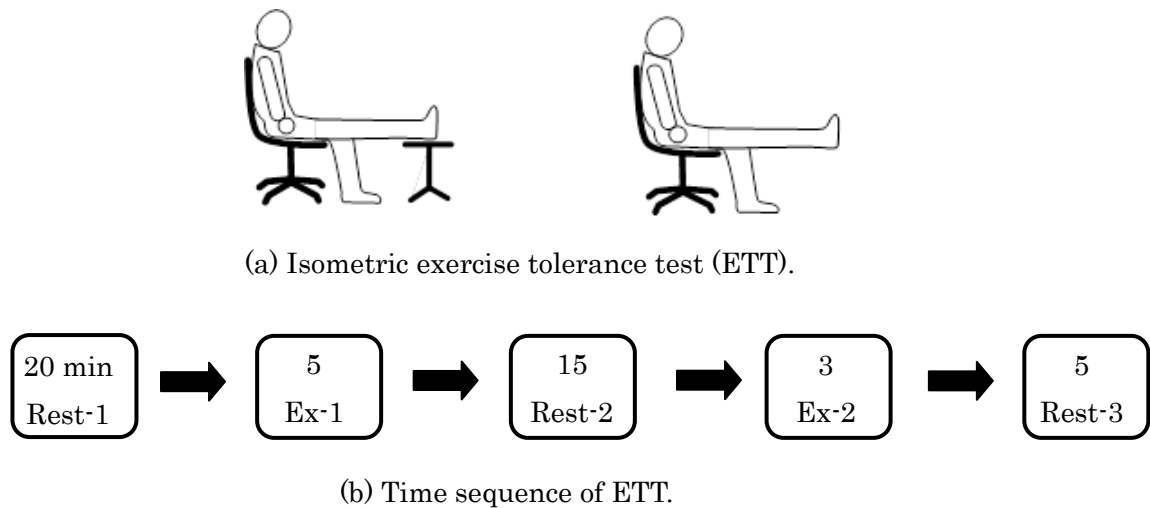 (a) Isometric exercise tolerance test (ETT).
20 min
Rest-1
5
Ex-1
15
Rest-2
3
Ex-2
5
Rest-3
(b) Time sequence of ETT.